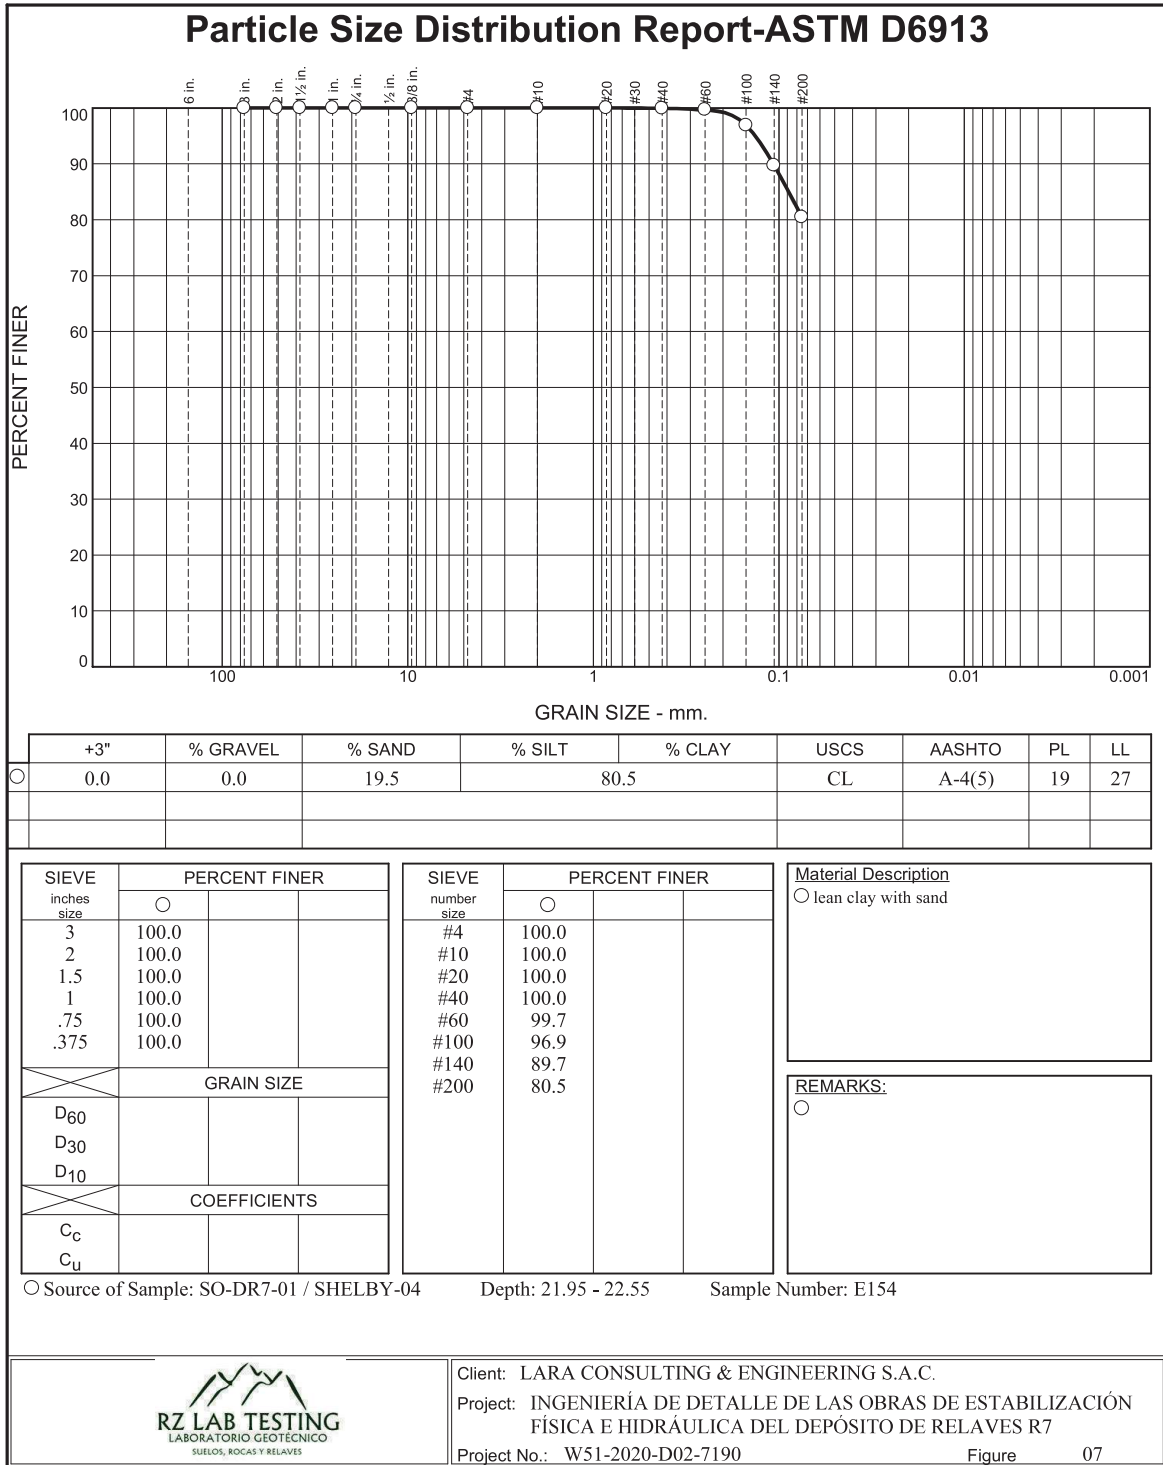 Particle Size Distribution Report-ASTM D6913
6 in. 3 in. 2 in. 1½ in. 1 in. ¾ in. ½ in. 3/8 in. #4 #10 #20 #30 #40 #60 #100 #140 #200
PERCENT FINER
100
90
80
70
60
50
40
30
20
10
0
100 10 1 0.1 0.01 0.001
GRAIN SIZE - mm.
+3" % GRAVEL % SAND % SILT % CLAY USCS AASHTO PL LL
0.0 0.0 19.5 80.5 CL A-4(5) 19 27
SIEVE PERCENT FINER
inches
size
3 100.0
2 100.0
1.5 100.0
1 100.0
.75 100.0
.375 100.0
GRAIN SIZE
D60
D30
D10
COEFFICIENTS
Cc
Cu
SIEVE PERCENT FINER
number
size
#4 100.0
#10 100.0
#20 100.0
#40 100.0
#60 99.7
#100 96.9
#140 89.7
#200 80.5
Material Description
lean clay with sand
REMARKS:
Source of Sample: SO-DR7-01 / SHELBY-04 Depth: 21.95 - 22.55 Sample Number: E154
RZ LAB TESTING
LABORATORIO GEOTÉCNICO
SUELOS, ROCAS Y RELAVES
Client: LARA CONSULTING & ENGINEERING S.A.C.
Project: INGENIERÍA DE DETALLE DE LAS OBRAS DE ESTABILIZACIÓN
FÍSICA E HIDRÁULICA DEL DEPÓSITO DE RELAVES R7
Project No.: W51-2020-D02-7190 Figure 07